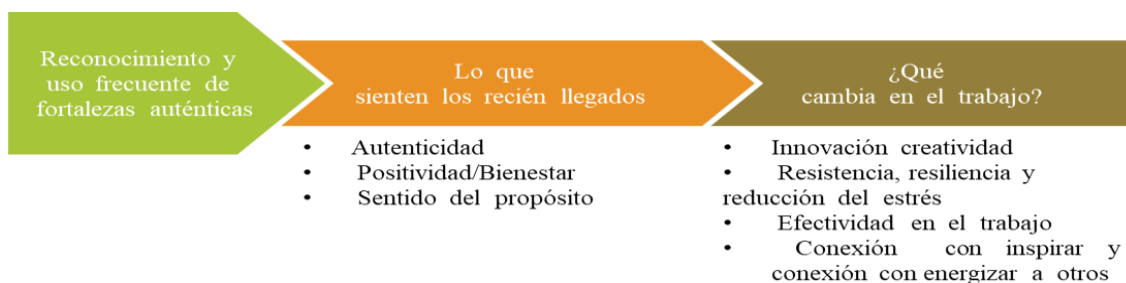 Reconocimiento y
uso frecuente de
fortalezas auténticas
Lo que
sienten los recién llegados
¿Qué
cambia en el trabajo?
• Autenticidad
• Positividad/Bienestar
• Sentido del propósito
• Innovación creatividad
• Resistencia, resiliencia y
reducción del estrés
• Efectividad en el trabajo
• Conexión con inspirar y
conexión con energizar a otros